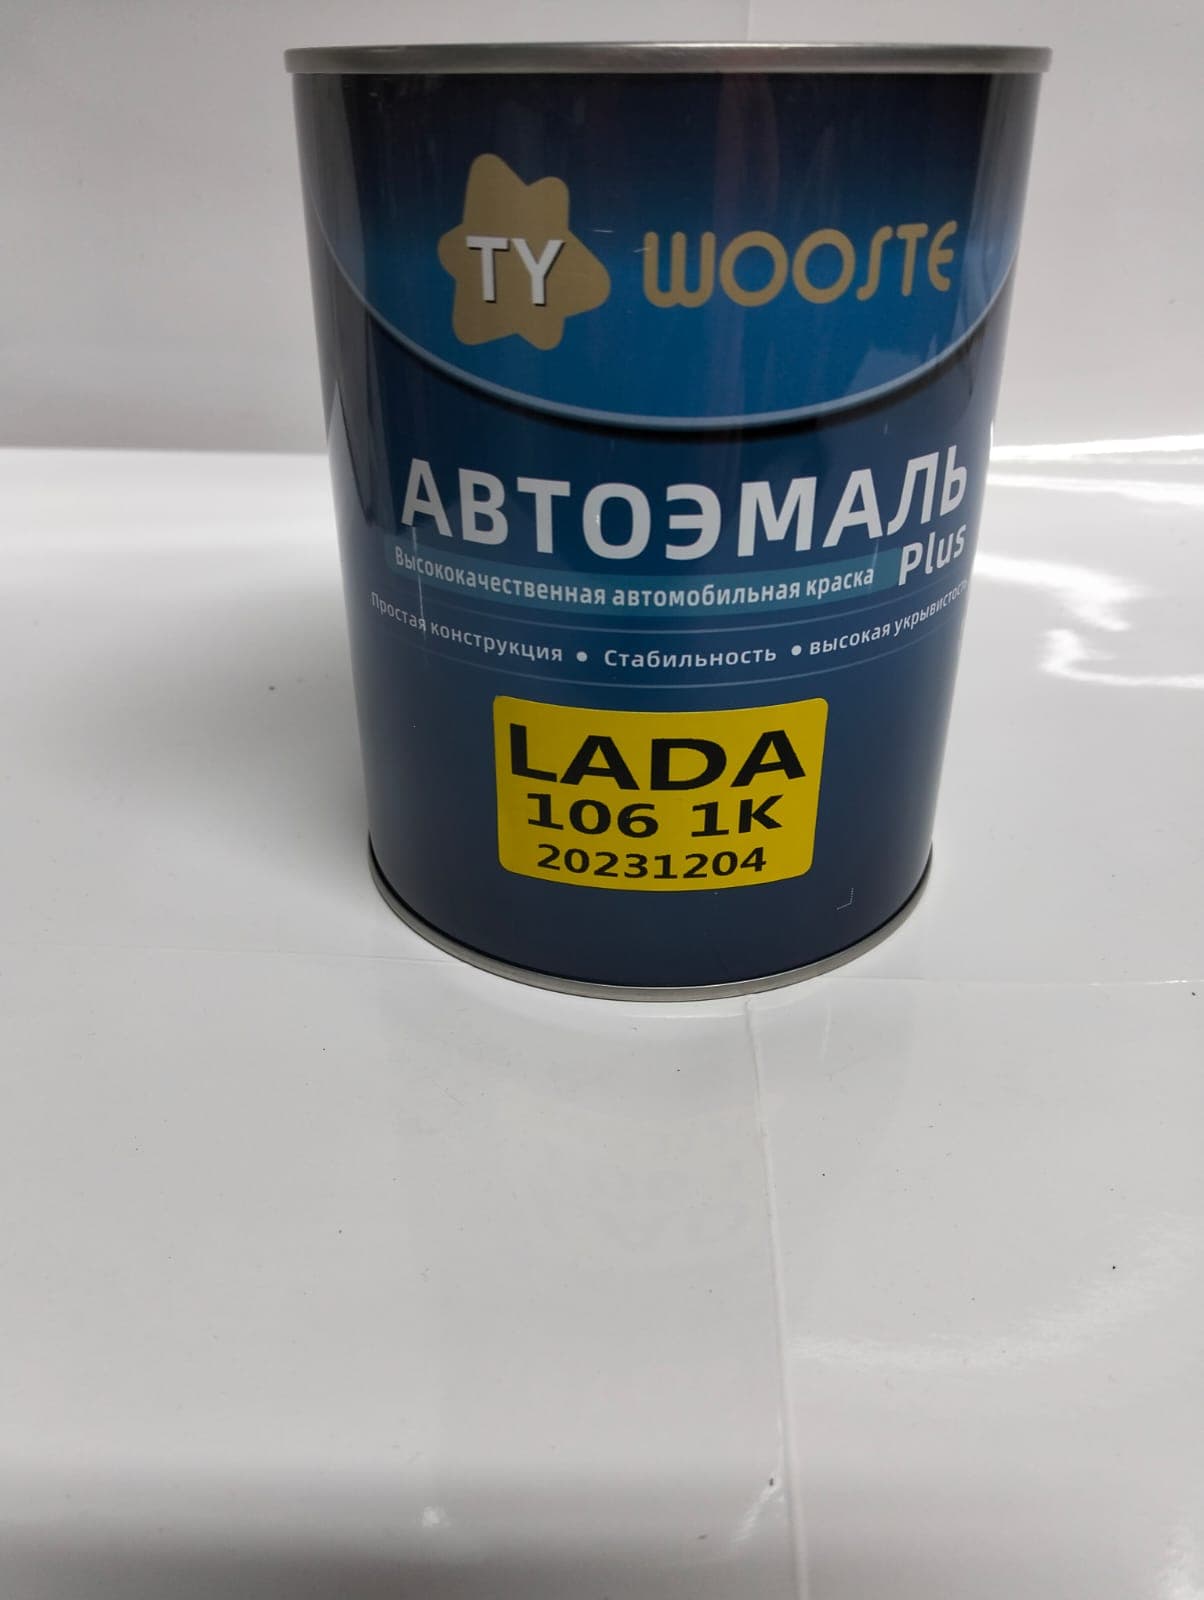 TY WOOSTE
АВТОЭМАЛЬ
Plus
Высококачественная автомобильная краска
Простая конструкция • Стабильность • высокая укрывистость
LADA
106 1K
20231204